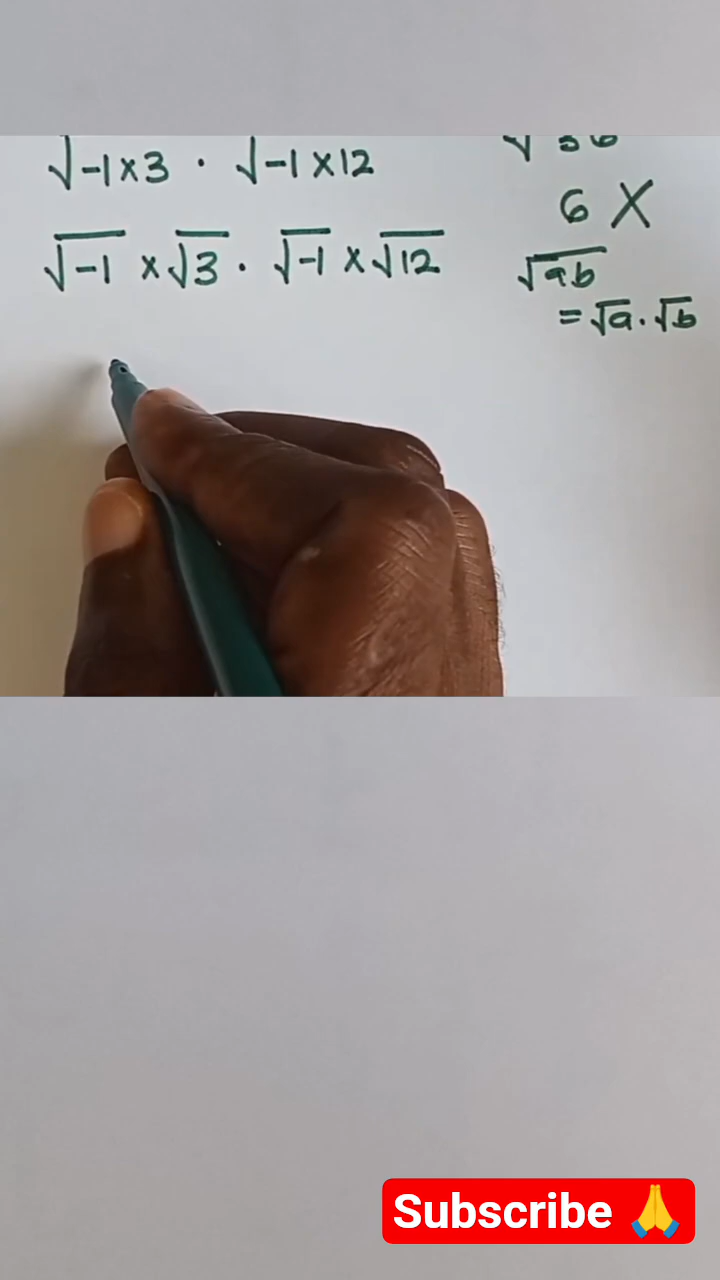 √-1×3 · √-1×12
√-1 ×√3 · √-1 ×√12
6 X
√ab
= √a.√b
Subscribe 🙏